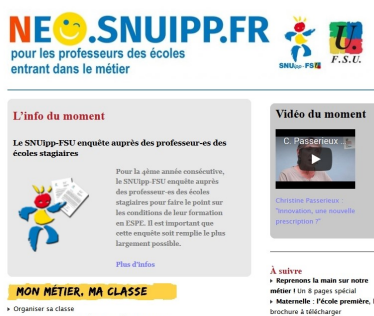 NEO.SNUIPP.FR
pour les professeurs des écoles
entrant dans le métier
SNUipp-FSU
U.
F.S.U.
L'info du moment
Le SNUipp-FSU enquête auprès des professeur-es des
écoles stagiaires
Pour la 4ème année consécutive,
le SNUipp-FSU enquête auprès
des professeur-es des écoles
stagiaires pour faire le point sur
les conditions de leur formation
en ESPE. Il est important que
cette enquête soit remplie le plus
largement possible.
Plus d'infos
MON MÉTIER, MA CLASSE
Organiser sa classe
Vidéo du moment
C. Passerieux ...
Christine Passerieux :
"Innovation, une nouvelle
prescription ?"
À suivre
Reprenons la main sur notre
métier ! Un 8 pages spécial
Maternelle : l'école première, l
brochure à télécharger